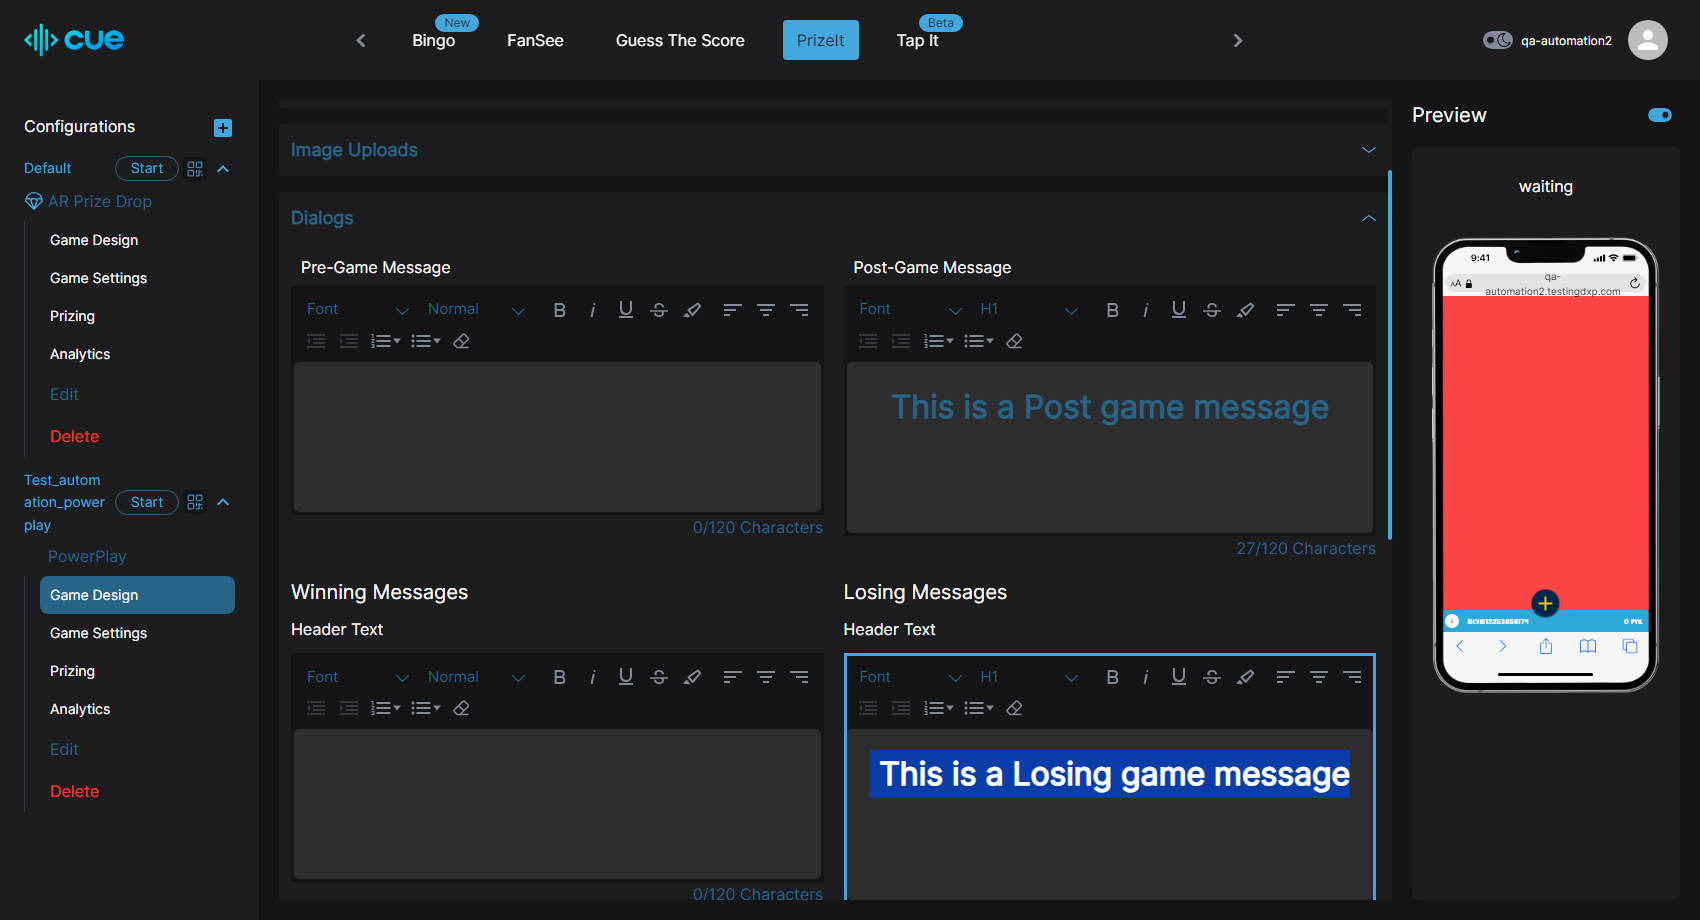 cue
New
Bingo
FanSee
Guess The Score
PrizeIt
Beta
Tap It
qa-automation2
Configurations
Default
Start
AR Prize Drop
Game Design
Game Settings
Prizing
Analytics
Edit
Delete
Test_autom
ation_power
play
Start
PowerPlay
Game Design
Game Settings
Prizing
Analytics
Edit
Delete
Image Uploads
Dialogs
Pre-Game Message
Font
Normal
B
i
U
S
0/120 Characters
Post-Game Message
Font
H1
B
i
U
S
This is a Post game message
27/120 Characters
Winning Messages
Header Text
Font
Normal
B
i
U
S
0/120 Characters
Losing Messages
Header Text
Font
H1
B
i
U
S
This is a Losing game message
Preview
waiting
9:41
AA
qa-
automation2.testingdxp.com
0 PTS.